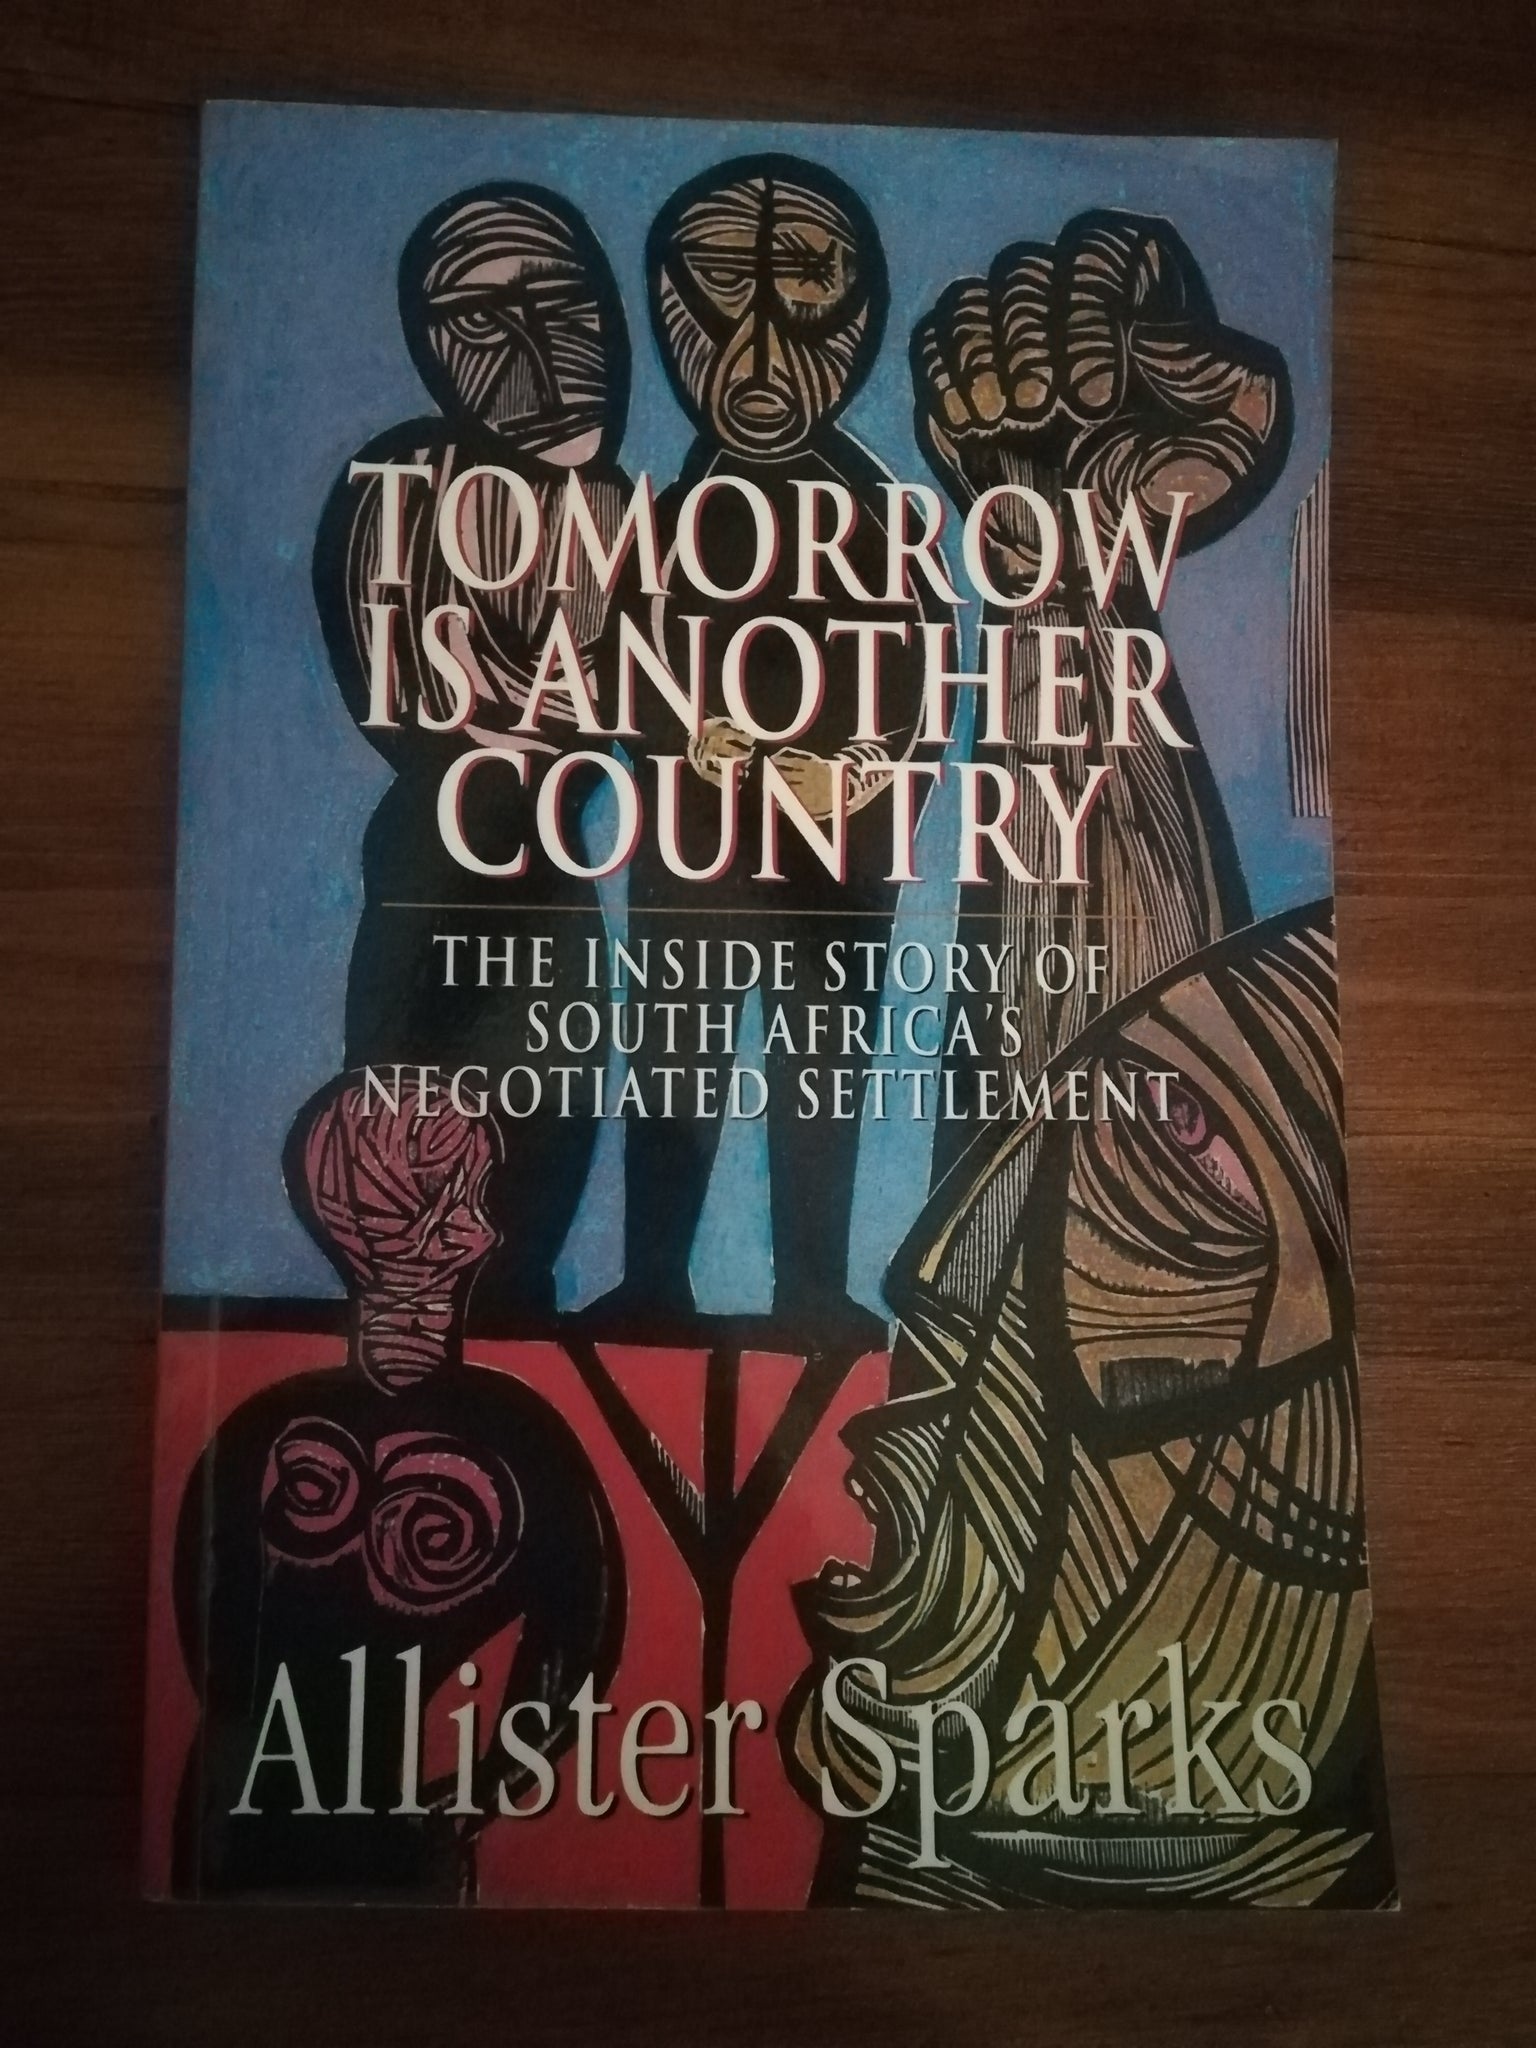 TOMORROW
IS ANOTHER
COUNTRY
THE INSIDE STORY OF
SOUTH AFRICA'S
NEGOTIATED SETTLEMENT
Allister Sparks